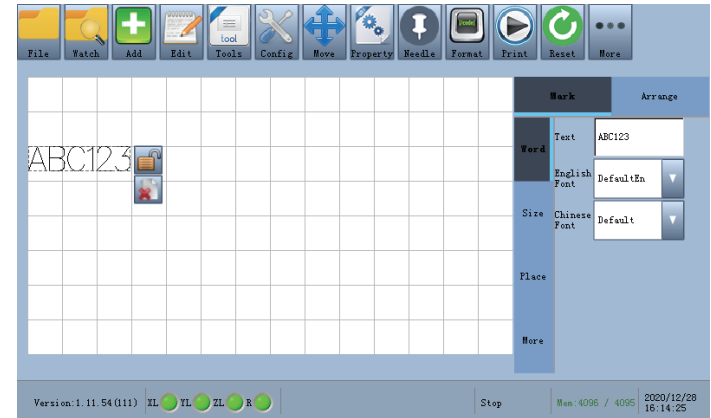 tool
Jcode!
File Watch Add Edit Tools Config Move Property Needle Format Print Reset More
Mark Arrange
ABC123
Word
Text ABC123
English Font DefaultEn
Size
Chinese Font Default
Place
More
Version:1.11.54(111) XL YL ZL R Stop Mem:4096 / 4095 2020/12/28
16:14:25